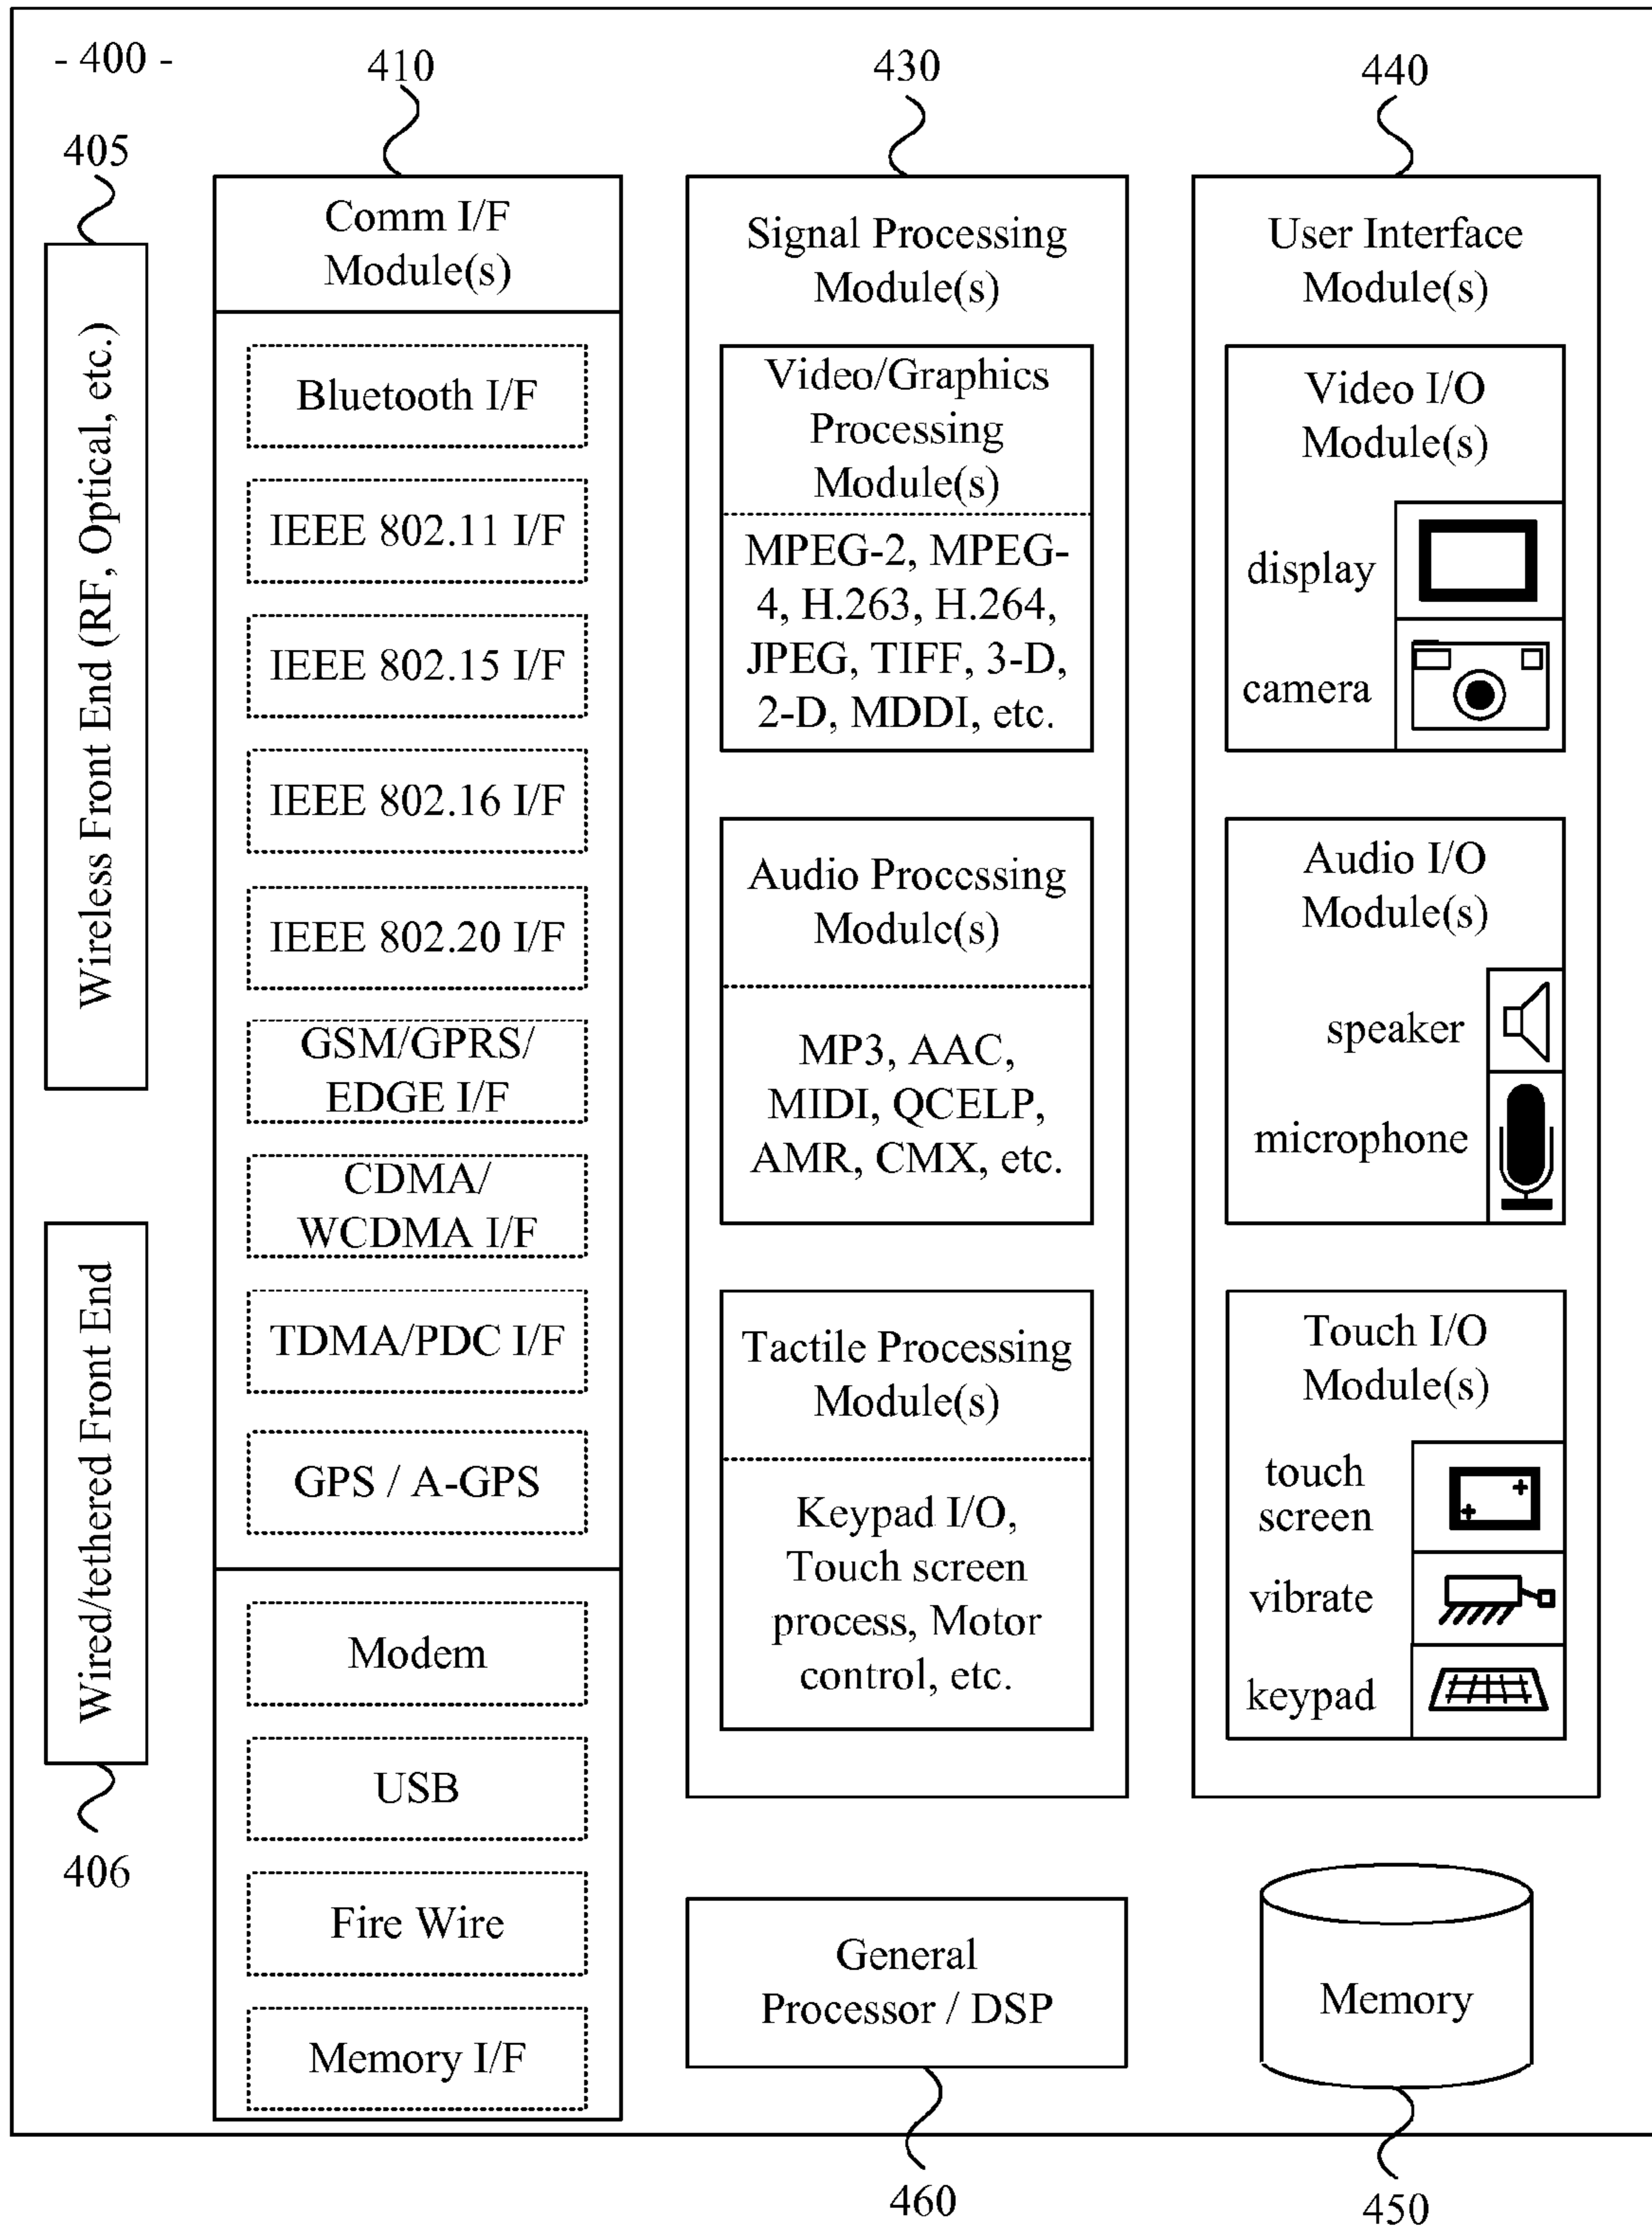 - 400 -
405
Wireless Front End (RF, Optical, etc.)
Wired/tethered Front End
406
410
Comm I/F
Module(s)
Bluetooth I/F
IEEE 802.11 I/F
IEEE 802.15 I/F
IEEE 802.16 I/F
IEEE 802.20 I/F
GSM/GPRS/
EDGE I/F
CDMA/
WCDMA I/F
TDMA/PDC I/F
GPS / A-GPS
Modem
USB
Fire Wire
Memory I/F
430
Signal Processing
Module(s)
Video/Graphics
Processing
Module(s)
MPEG-2, MPEG-
4, H.263, H.264,
JPEG, TIFF, 3-D,
2-D, MDDI, etc.
Audio Processing
Module(s)
MP3, AAC,
MIDI, QCELP,
AMR, CMX, etc.
Tactile Processing
Module(s)
Keypad I/O,
Touch screen
process, Motor
control, etc.
General
Processor / DSP
460
440
User Interface
Module(s)
Video I/O
Module(s)
display
camera
Audio I/O
Module(s)
speaker
microphone
Touch I/O
Module(s)
touch
screen
vibrate
keypad
Memory
450